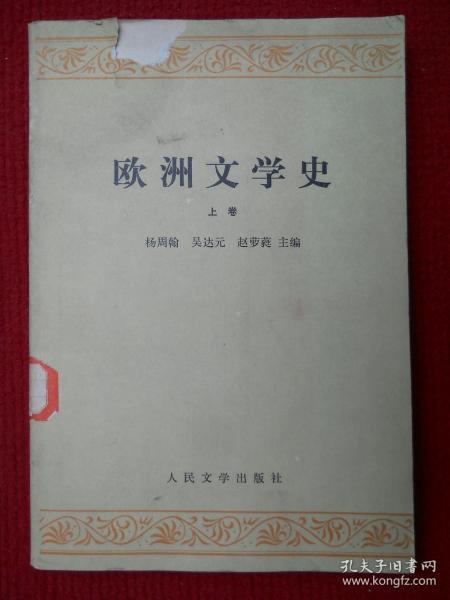 欧洲文学史
上卷
杨周翰 吴达元 赵萝蕤 主编
人民文学出版社
孔夫子旧书网
www.kongfz.com